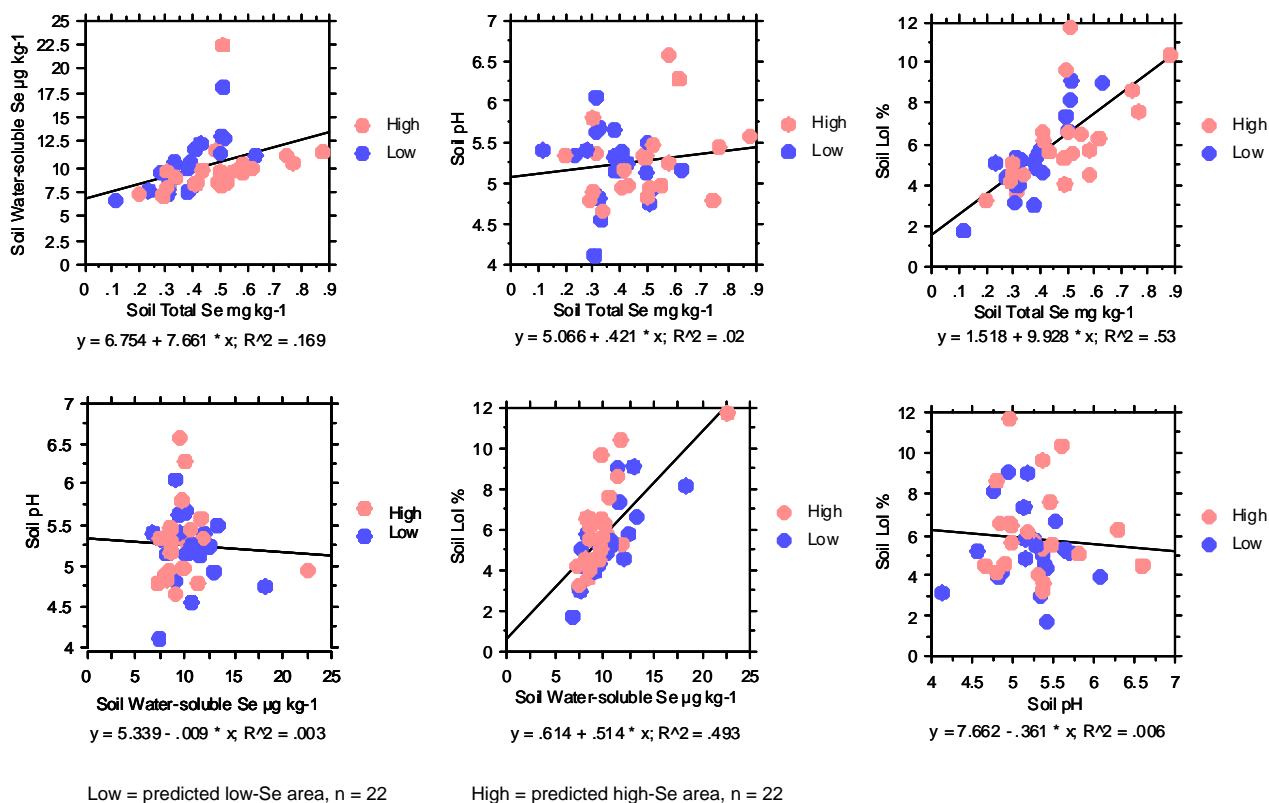 Soil Water-soluble Se µg kg-1
25
22.5
20
17.5
15
12.5
10
7.5
5
2.5
0
0 .1 .2 .3 .4 .5 .6 .7 .8 .9
Soil Total Se mg kg-1
y = 6.754 + 7.661 * x; R^2 = .169
High
Low
Soil pH
7
6.5
6
5.5
5
4.5
4
0 .1 .2 .3 .4 .5 .6 .7 .8 .9
Soil Total Se mg kg-1
y = 5.066 + .421 * x; R^2 = .02
High
Low
Soil LoI %
12
10
8
6
4
2
0
0 .1 .2 .3 .4 .5 .6 .7 .8 .9
Soil Total Se mg kg-1
y = 1.518 + 9.928 * x; R^2 = .53
High
Low
Soil pH
7
6.5
6
5.5
5
4.5
4
0 5 10 15 20 25
Soil Water-soluble Se µg kg-1
y = 5.339 - .009 * x; R^2 = .003
High
Low
Soil LoI %
12
10
8
6
4
2
0
0 5 10 15 20 25
Soil Water-soluble Se µg kg-1
y = .614 + .514 * x; R^2 = .493
High
Low
Soil LoI %
12
10
8
6
4
2
0
4 4.5 5 5.5 6 6.5 7
Soil pH
y = 7.662 - .361 * x; R^2 = .006
High
Low
Low = predicted low-Se area, n = 22
High = predicted high-Se area, n = 22